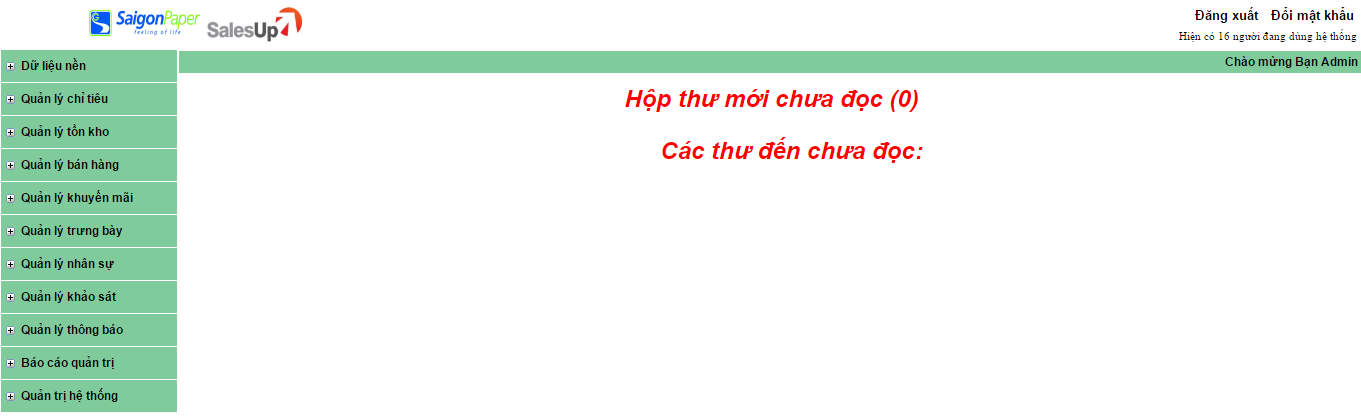 SaigonPaper
feeling of life
SalesUp
Đăng xuất Đổi mật khẩu
Hiện có 16 người đang dùng hệ thống
Chào mừng Bạn Admin
Dữ liệu nền
Quản lý chỉ tiêu
Quản lý tồn kho
Quản lý bán hàng
Quản lý khuyến mãi
Quản lý trưng bày
Quản lý nhân sự
Quản lý khảo sát
Quản lý thông báo
Báo cáo quản trị
Quản trị hệ thống
Hộp thư mới chưa đọc (0)
Các thư đến chưa đọc: